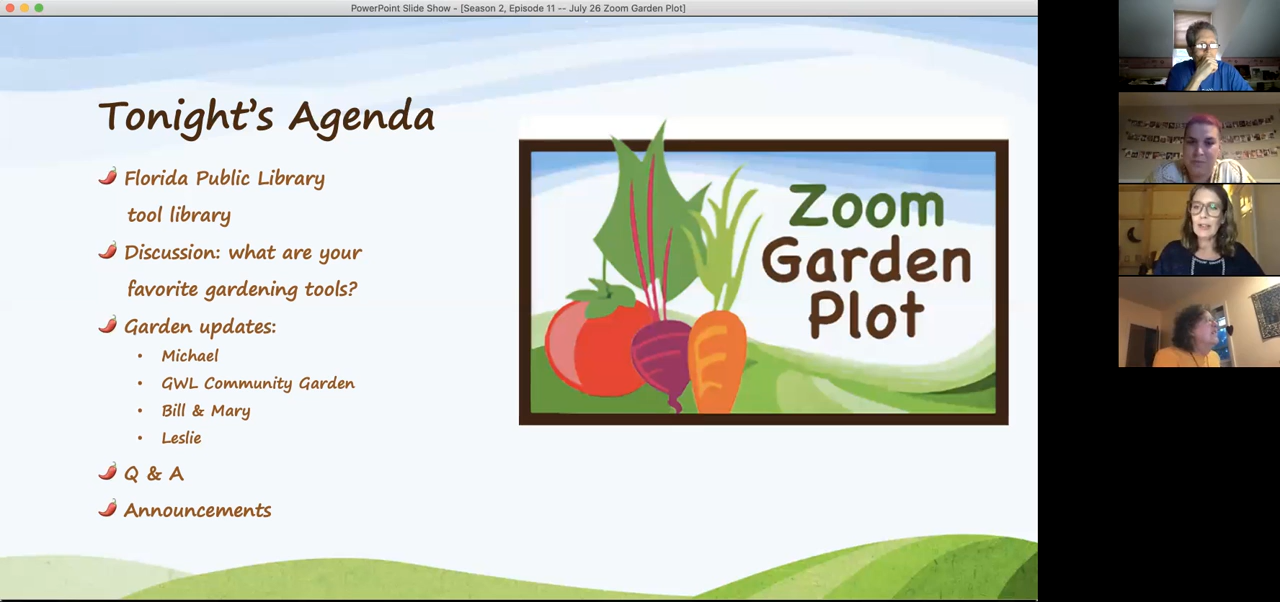 PowerPoint Slide Show - [Season 2, Episode 11 -- July 26 Zoom Garden Plot]
Tonight's Agenda
Florida Public Library
tool library
Discussion: what are your
favorite gardening tools?
Garden updates:
• Michael
• GWL Community Garden
• Bill & Mary
• Leslie
Q & A
Announcements
Zoom
Garden
Plot